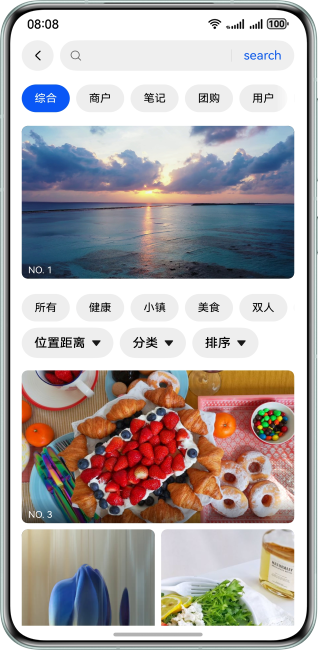 08:08 100
search
综合 商户 笔记 团购 用户
NO. 1
所有 健康 小镇 美食 双人
位置距离 分类 排序
NO. 3